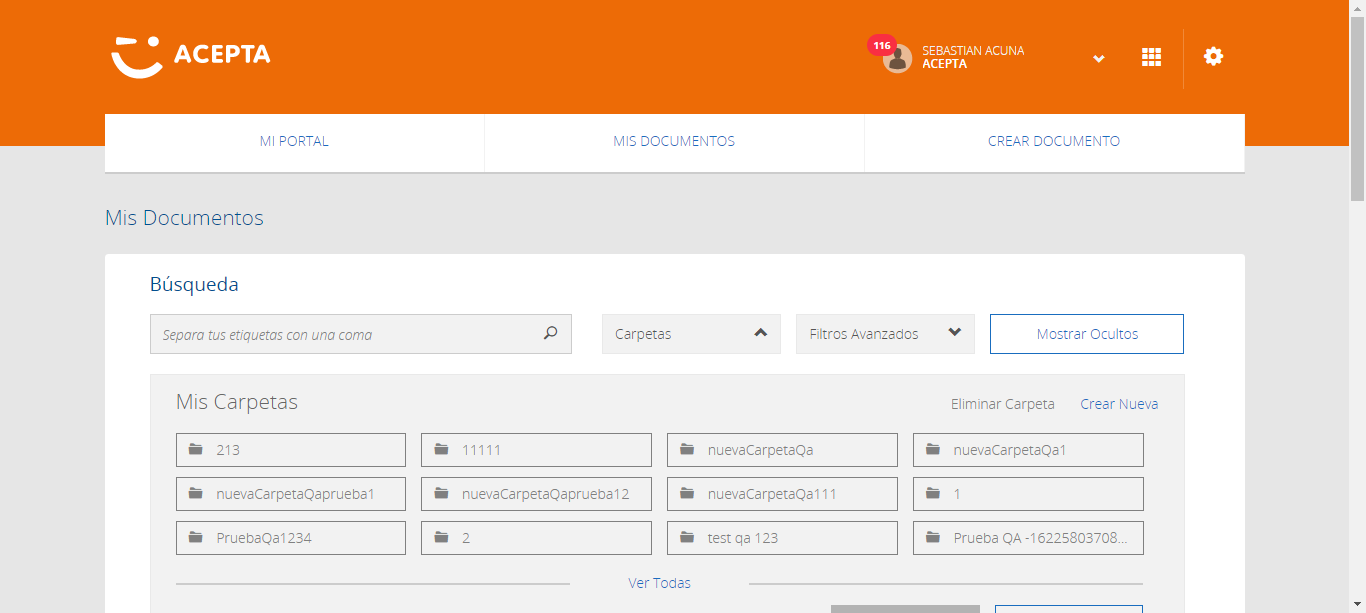 ACEPTA
116
SEBASTIAN ACUNA
ACEPTA
MI PORTAL
MIS DOCUMENTOS
CREAR DOCUMENTO
Mis Documentos
Búsqueda
Separa tus etiquetas con una coma
Carpetas
Filtros Avanzados
Mostrar Ocultos
Mis Carpetas
Eliminar Carpeta
Crear Nueva
213
11111
nuevaCarpetaQa
nuevaCarpetaQa1
nuevaCarpetaQaprueba1
nuevaCarpetaQaprueba12
nuevaCarpetaQa111
1
PruebaQa1234
2
test qa 123
Prueba QA -16225803708...
Ver Todas